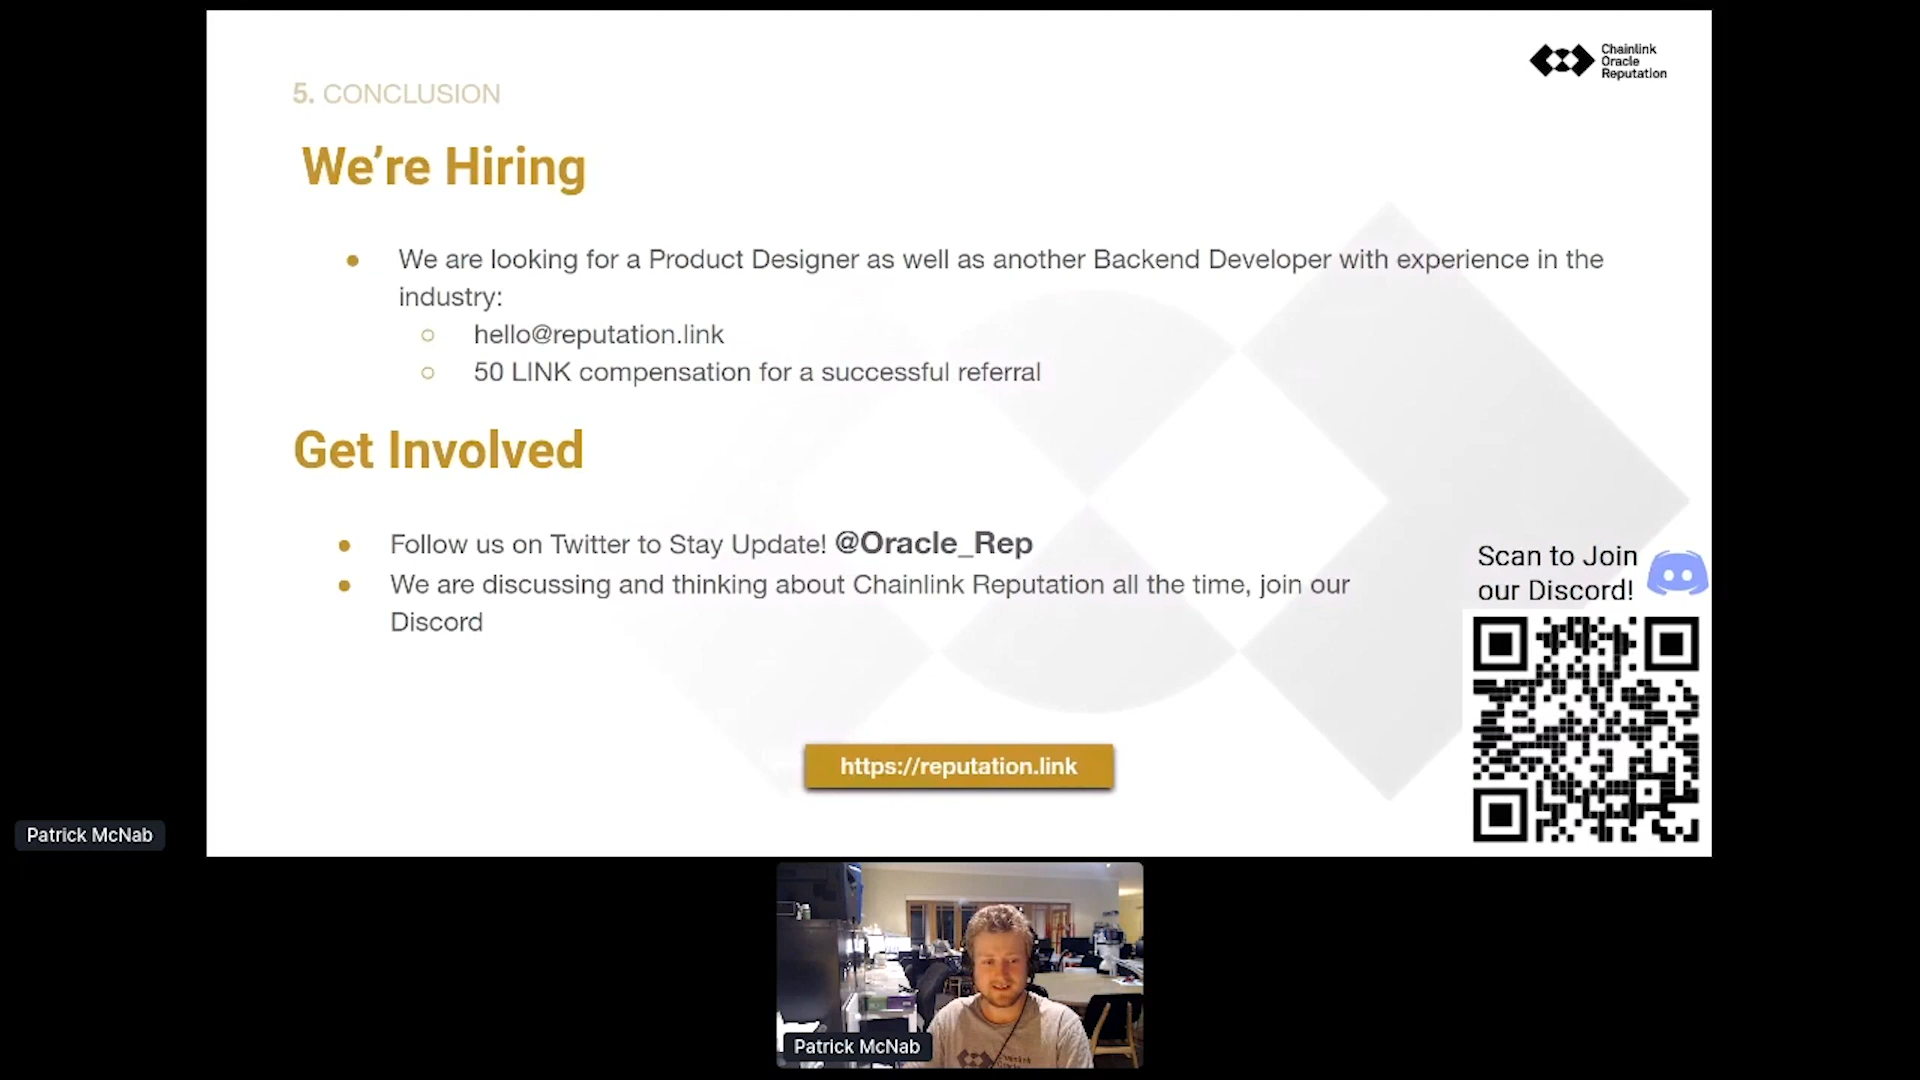 Chainlink
Oracle
Reputation
5. CONCLUSION
We’re Hiring
● We are looking for a Product Designer as well as another Backend Developer with experience in the
industry:
○ hello@reputation.link
○ 50 LINK compensation for a successful referral
Get Involved
● Follow us on Twitter to Stay Update! @Oracle_Rep
● We are discussing and thinking about Chainlink Reputation all the time, join our
Discord
Scan to Join
our Discord!
https://reputation.link
Patrick McNab
Patrick McNab